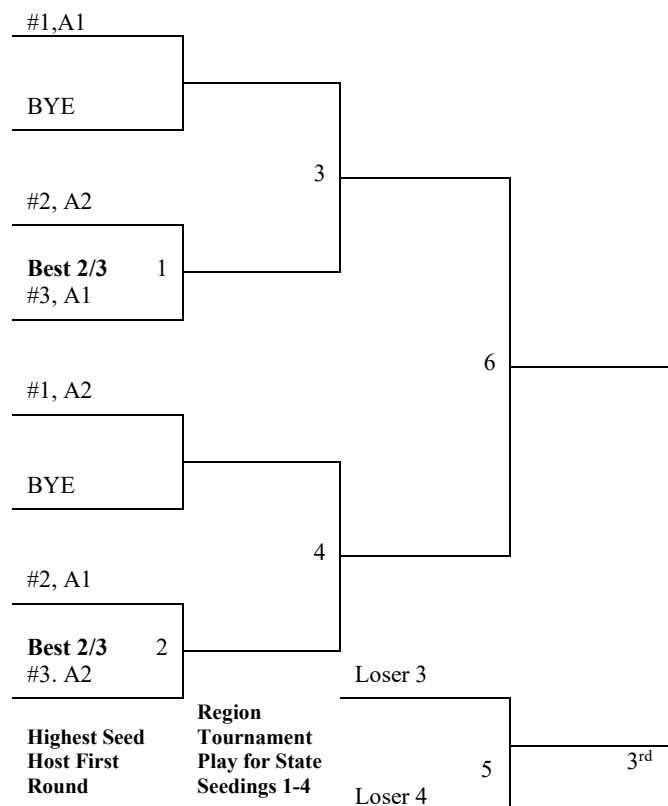 #1,A1
BYE
3
#2, A2
Best 2/3 1
#3, A1
6
#1, A2
BYE
4
#2, A1
Best 2/3 2
#3. A2
Loser 3
Highest Seed
Host First
Round
Region
Tournament
Play for State
Seedings 1-4
5
3rd
Loser 4